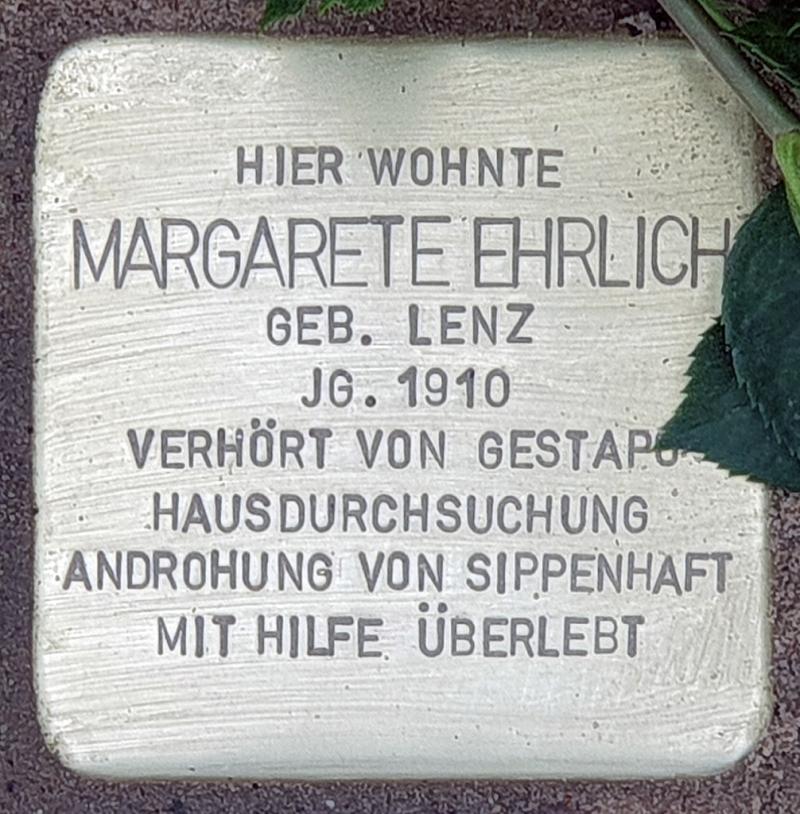 HIER WOHNTE
MARGARETE EHRLICH
GEB. LENZ
JG. 1910
VERHÖRT VON GESTAPO
HAUSDURCHSUCHUNG
ANDROHUNG VON SIPPENHAFT
MIT HILFE ÜBERLEBT